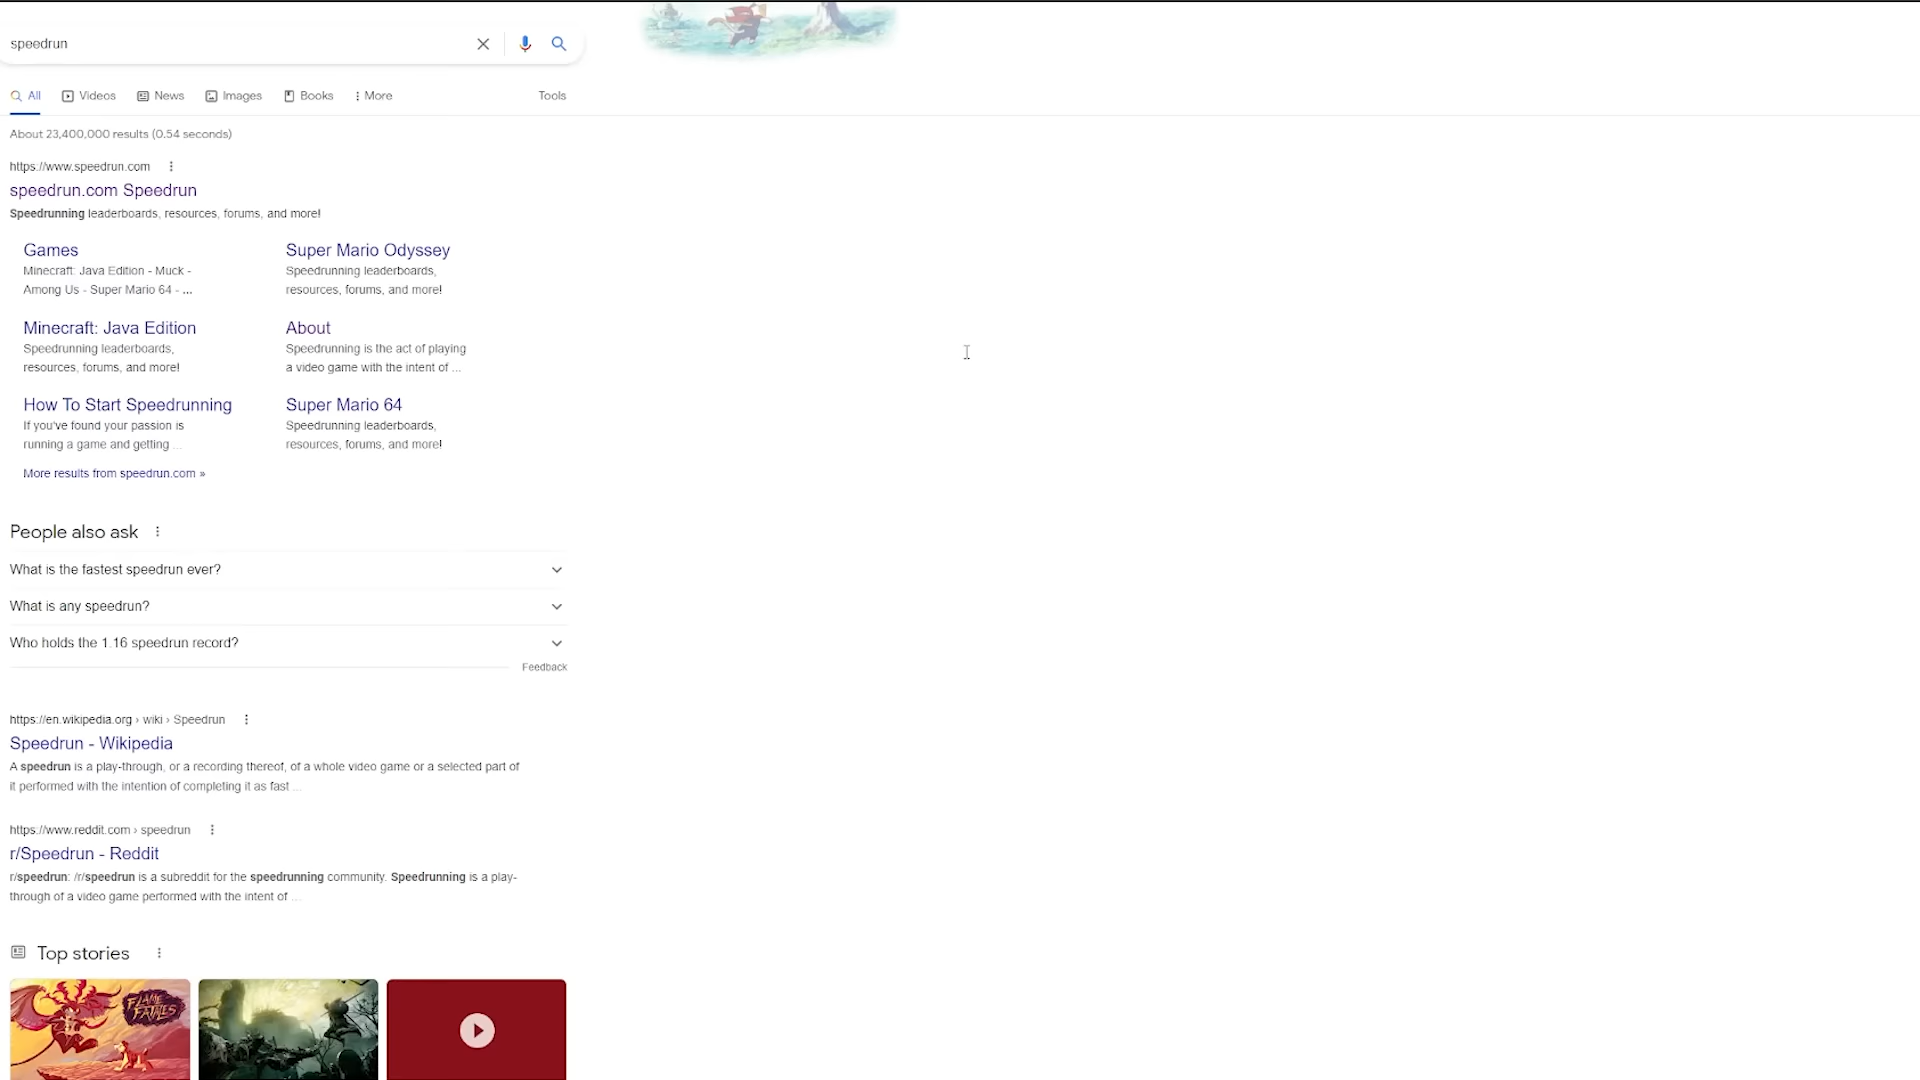 speedrun
All Videos News Images Books More Tools
About 23,400,000 results (0.54 seconds)
https://www.speedrun.com
speedrun.com Speedrun
Speedrunning leaderboards, resources, forums, and more!
Games
Minecraft: Java Edition - Muck -
Among Us - Super Mario 64 - ...
Super Mario Odyssey
Speedrunning leaderboards,
resources, forums, and more!
Minecraft: Java Edition
Speedrunning leaderboards,
resources, forums, and more!
About
Speedrunning is the act of playing
a video game with the intent of ...
How To Start Speedrunning
If you've found your passion is
running a game and getting ...
Super Mario 64
Speedrunning leaderboards,
resources, forums, and more!
More results from speedrun.com »
People also ask
What is the fastest speedrun ever?
What is any speedrun?
Who holds the 1.16 speedrun record?
Feedback
https://en.wikipedia.org › wiki › Speedrun
Speedrun - Wikipedia
A speedrun is a play-through, or a recording thereof, of a whole video game or a selected part of
it performed with the intention of completing it as fast ...
https://www.reddit.com › speedrun
r/Speedrun - Reddit
r/speedrun: /r/speedrun is a subreddit for the speedrunning community. Speedrunning is a play-
through of a video game performed with the intent of ...
Top stories
FLAME
FATALES